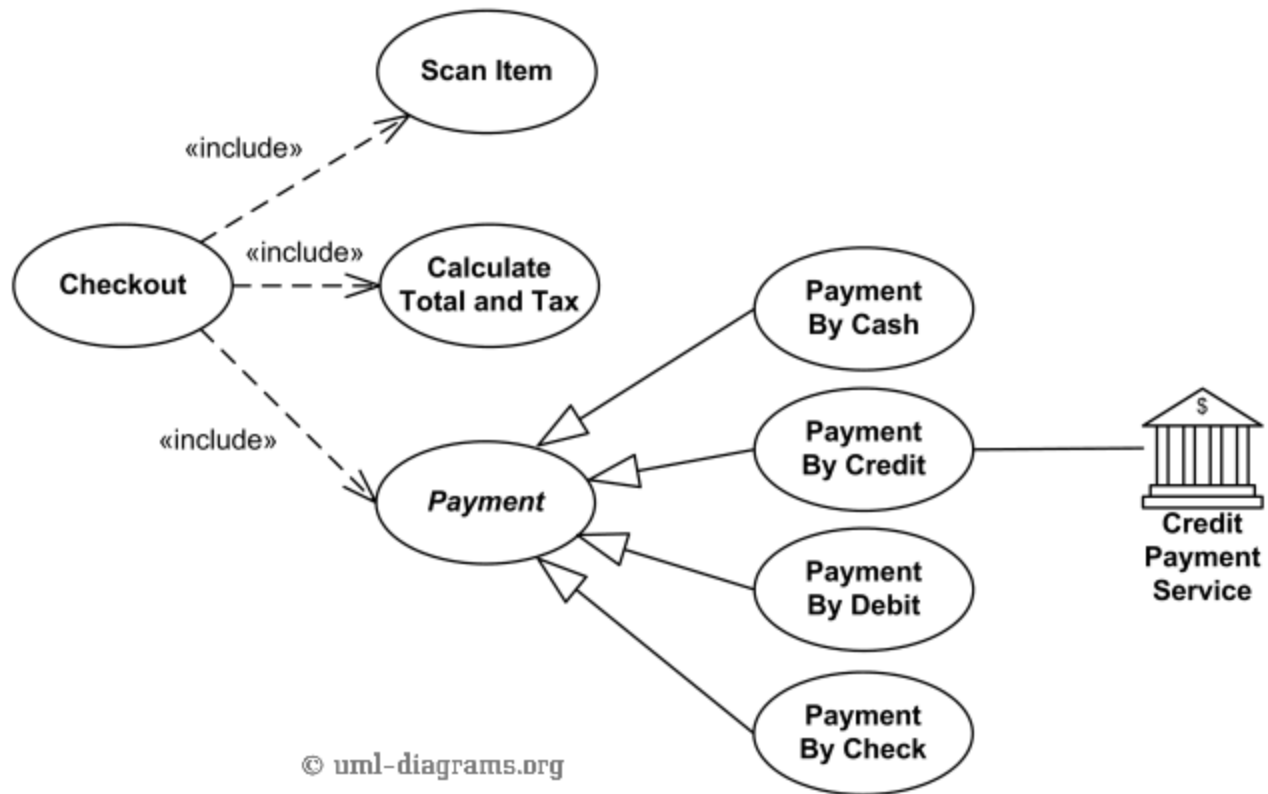 Scan Item
«include»
«include»
Checkout
Calculate
Total and Tax
Payment
By Cash
«include»
Payment
Payment
By Credit
$
Credit
Payment
Service
Payment
By Debit
Payment
By Check
© uml-diagrams.org